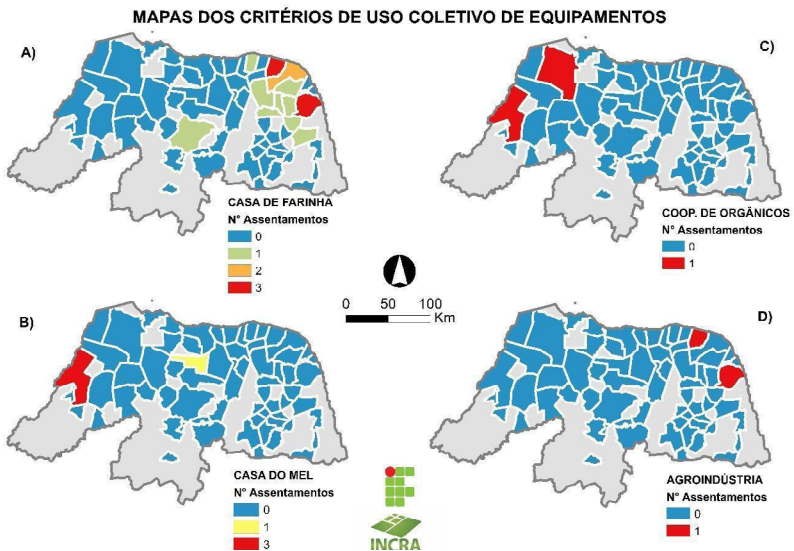 MAPAS DOS CRITÉRIOS DE USO COLETIVO DE EQUIPAMENTOS
A)
CASA DE FARINHA
N° Assentamentos
0
1
2
3
C)
COOP. DE ORGÂNICOS
N° Assentamentos
0
1
0 50 100
Km
B)
CASA DO MEL
N° Assentamentos
0
1
3
INCRA
D)
AGROINDÚSTRIA
N° Assentamentos
0
1